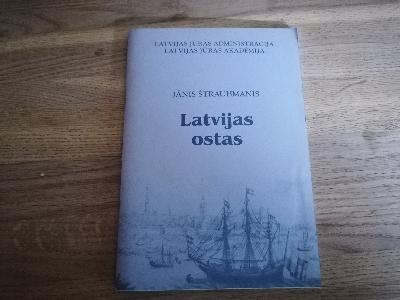 LATVIJAS JŪRAS ADMINISTRĀCIJA
LATVIJAS JŪRAS AKADĒMIJA
JĀNIS ŠTRAUHMANIS
Latvijas
ostas